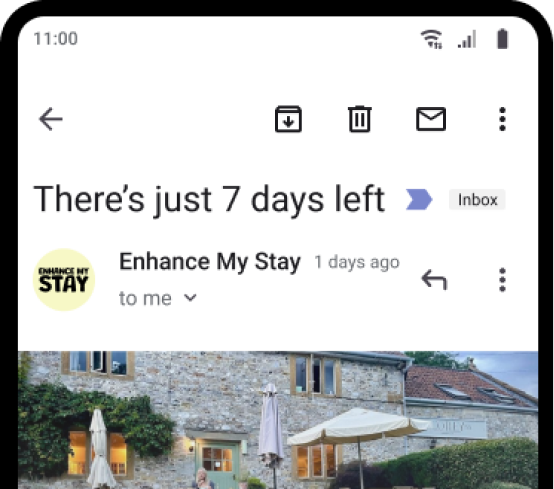 11:00
There's just 7 days left Inbox
ENHANCE MY
STAY
Enhance My Stay 1 days ago
to me